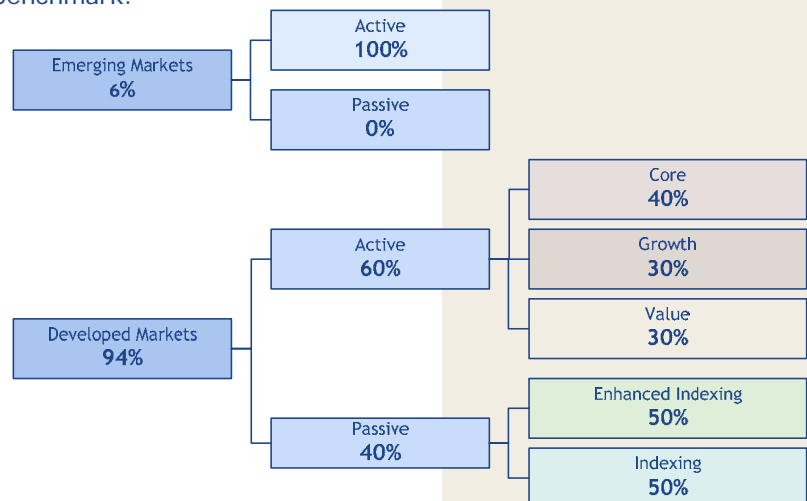 Benchmark.
Active
100%
Emerging Markets
6%
Passive
0%
Core
40%
Active
60%
Growth
30%
Value
30%
Developed Markets
94%
Enhanced Indexing
50%
Passive
40%
Indexing
50%